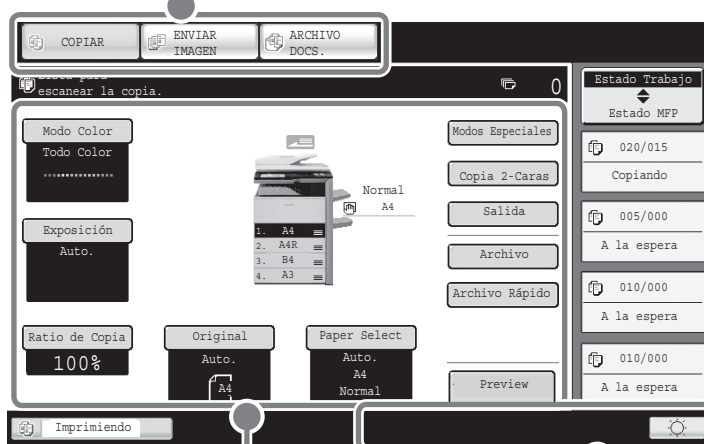 COPIAR
ENVIAR
IMAGEN
ARCHIVO
DOCS.
Lista para
escanear la copia.
0
Modo Color
Todo Color
Exposición
Auto.
Ratio de Copia
100%
Original
Auto.
A4
Paper Select
Auto.
A4
Normal
Normal
A4
1. A4
2. A4R
3. B4
4. A3
Modos Especiales
Copia 2-Caras
Salida
Archivo
Archivo Rápido
Preview
Estado Trabajo
Estado MFP
020/015
Copiando
005/000
A la espera
010/000
A la espera
010/000
A la espera
Imprimiendo